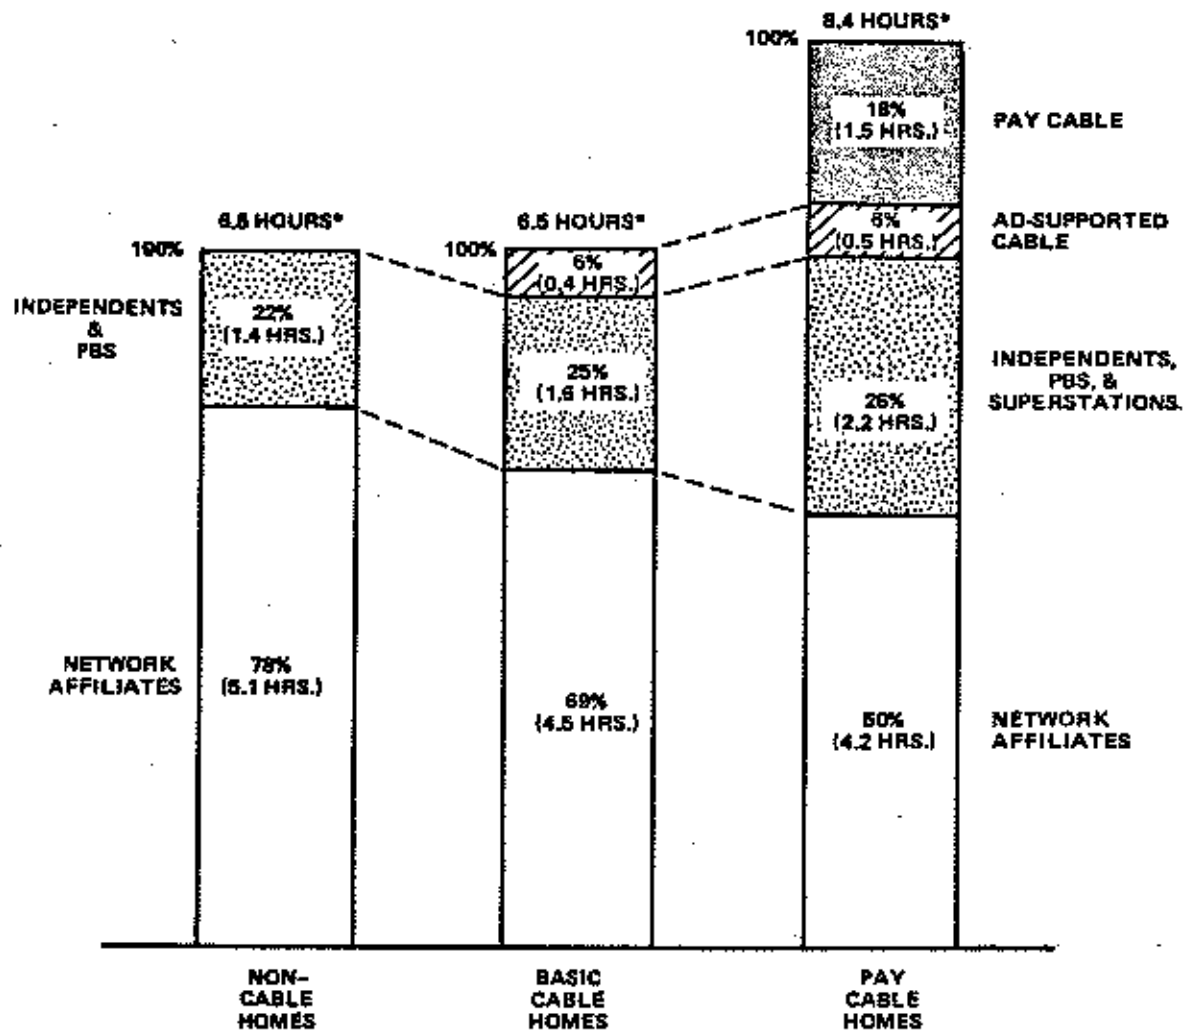 8.4 HOURS*
100%
18%
(1.5 HRS.)
PAY CABLE
6.5 HOURS*
6.5 HOURS*
6%
(0.5 HRS.)
AD-SUPPORTED
CABLE
100%
100%
6%
(0.4 HRS.)
INDEPENDENTS
&
PBS
22%
(1.4 HRS.)
25%
(1.6 HRS.)
26%
(2.2 HRS.)
INDEPENDENTS,
PBS, &
SUPERSTATIONS.
NETWORK
AFFILIATES
78%
(5.1 HRS.)
69%
(4.5 HRS.)
50%
(4.2 HRS.)
NETWORK
AFFILIATES
NON-
CABLE
HOMES
BASIC
CABLE
HOMES
PAY
CABLE
HOMES